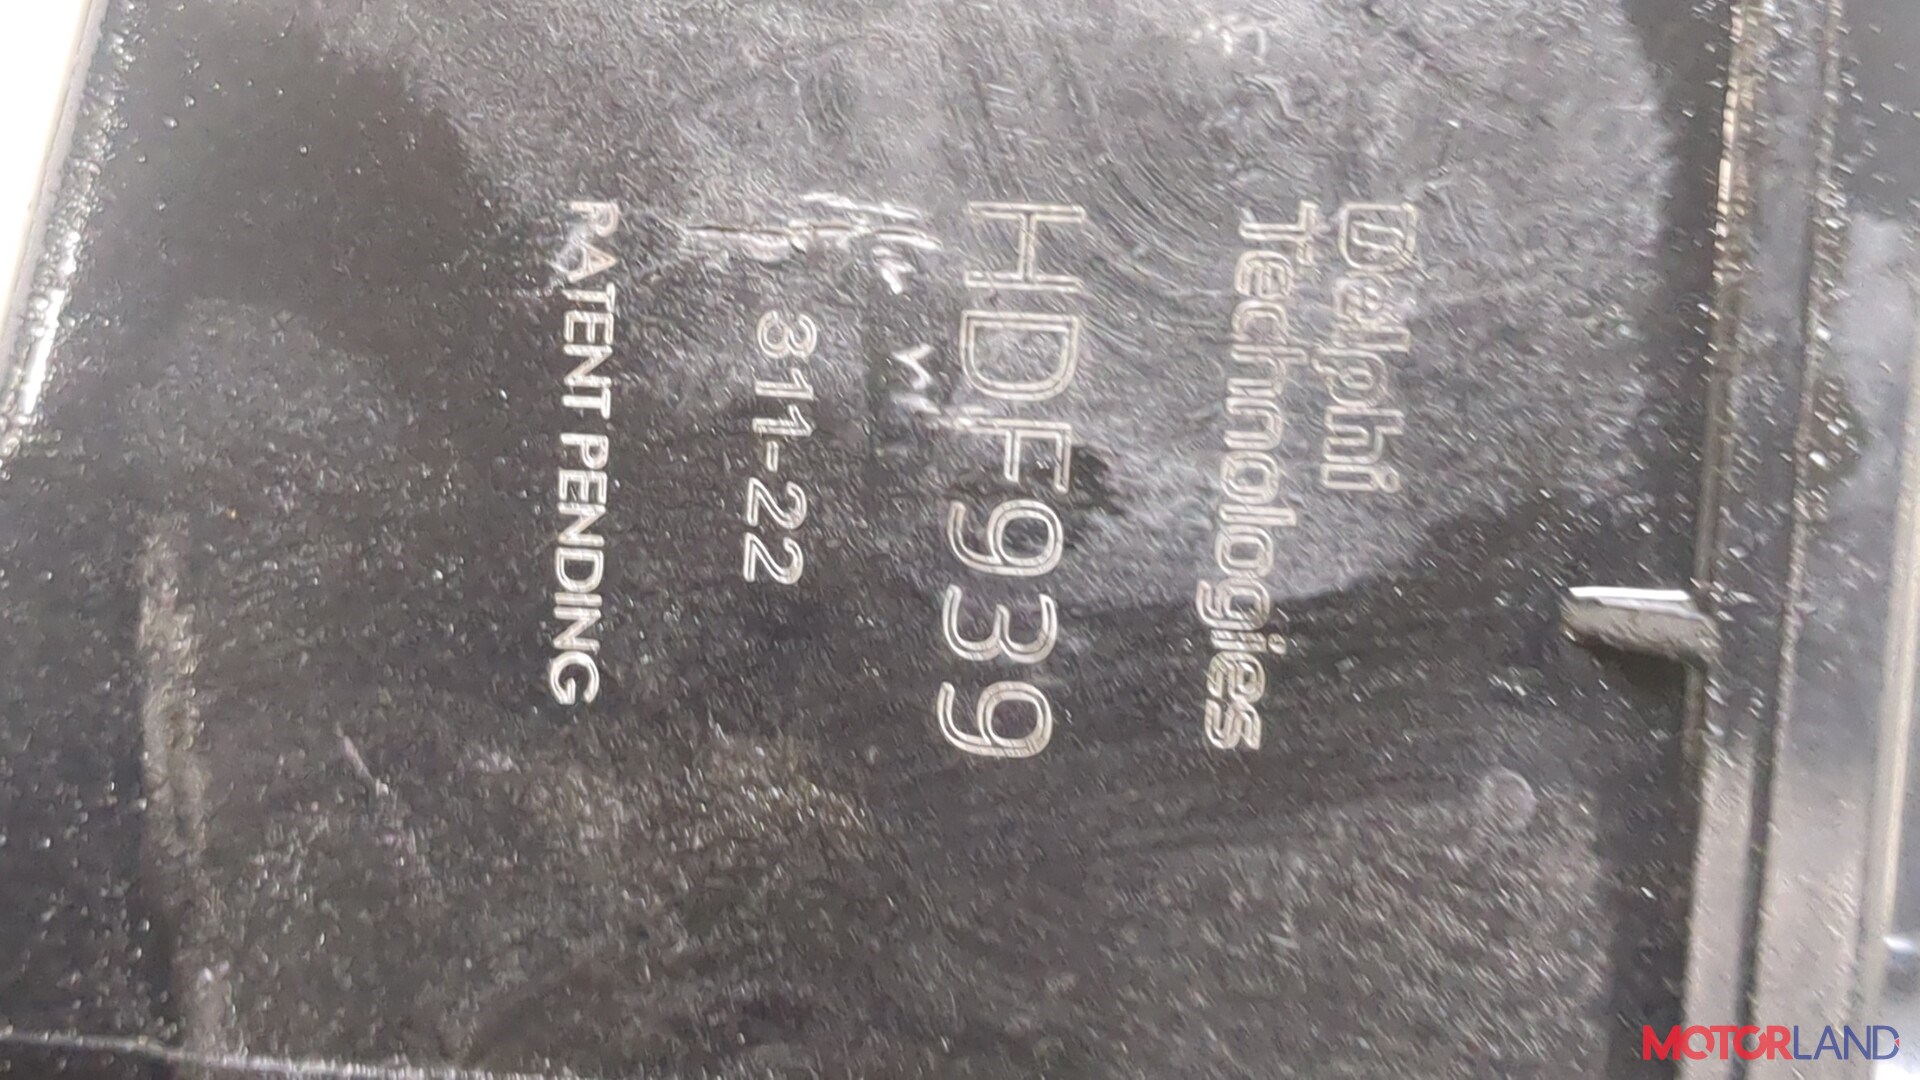 Delphi
Technologies
HDF939
311-22
PATENT PENDING
MOTORLAND